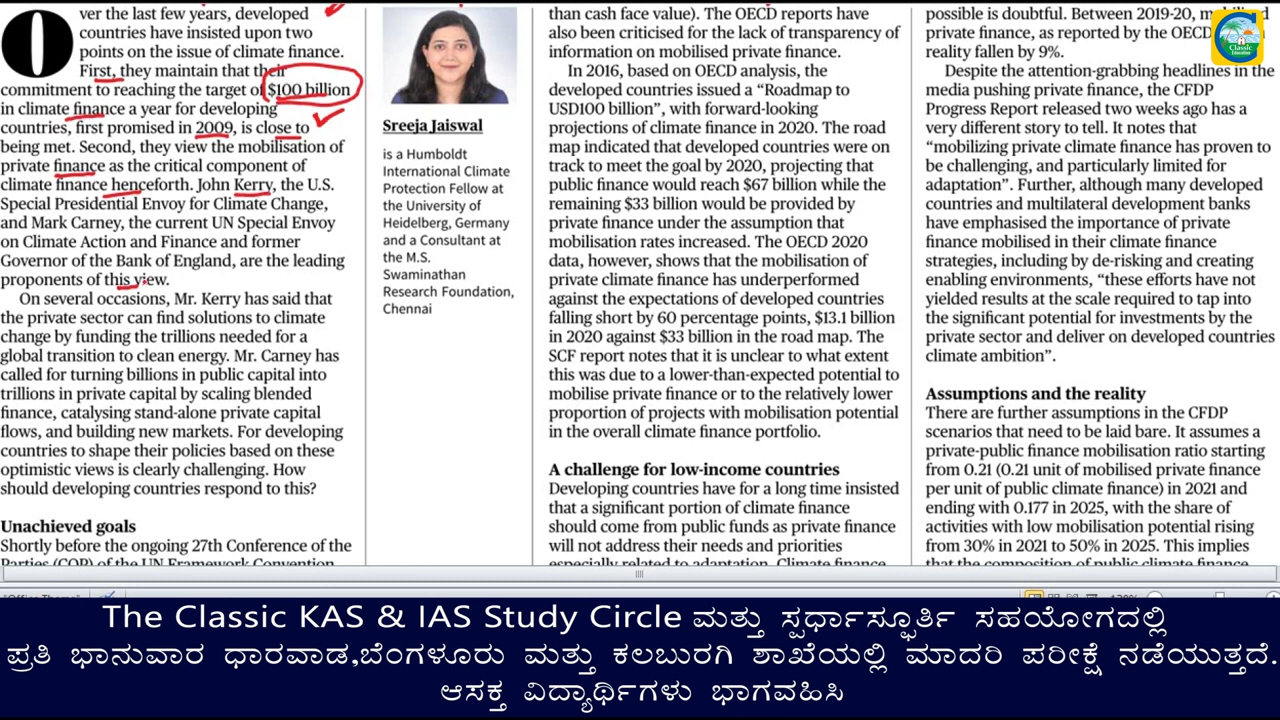 over the last few years, developed
countries have insisted upon two
points on the issue of climate finance.
First, they maintain that their
commitment to reaching the target of $100 billion
in climate finance a year for developing
countries, first promised in 2009, is close to
being met. Second, they view the mobilisation of
private finance as the critical component of
climate finance henceforth. John Kerry, the U.S.
Special Presidential Envoy for Climate Change,
and Mark Carney, the current UN Special Envoy
on Climate Action and Finance and former
Governor of the Bank of England, are the leading
proponents of this view.
On several occasions, Mr. Kerry has said that
the private sector can find solutions to climate
change by funding the trillions needed for a
global transition to clean energy. Mr. Carney has
called for turning billions in public capital into
trillions in private capital by scaling blended
finance, catalysing stand-alone private capital
flows, and building new markets. For developing
countries to shape their policies based on these
optimistic views is clearly challenging. How
should developing countries respond to this?
Unachieved goals
Shortly before the ongoing 27th Conference of the
Parties (COP) of the UN Framework Convention
Sreeja Jaiswal
is a Humboldt
International Climate
Protection Fellow at
the University of
Heidelberg, Germany
and a Consultant at
the M.S.
Swaminathan
Research Foundation,
Chennai
than cash face value). The OECD reports have
also been criticised for the lack of transparency of
information on mobilised private finance.
In 2016, based on OECD analysis, the
developed countries issued a “Roadmap to
USD100 billion”, with forward-looking
projections of climate finance in 2020. The road
map indicated that developed countries were on
track to meet the goal by 2020, projecting that
public finance would reach $67 billion while the
remaining $33 billion would be provided by
private finance under the assumption that
mobilisation rates increased. The OECD 2020
data, however, shows that the mobilisation of
private climate finance has underperformed
against the expectations of developed countries
falling short by 60 percentage points, $13.1 billion
in 2020 against $33 billion in the road map. The
SCF report notes that it is unclear to what extent
this was due to a lower-than-expected potential to
mobilise private finance or to the relatively lower
proportion of projects with mobilisation potential
in the overall climate finance portfolio.
A challenge for low-income countries
Developing countries have for a long time insisted
that a significant portion of climate finance
should come from public funds as private finance
will not address their needs and priorities
especially related to adaptation. Climate finance
possible is doubtful. Between 2019-20, mobilised
private finance, as reported by the OECD
reality fallen by 9%.
Despite the attention-grabbing headlines in the
media pushing private finance, the CFDP
Progress Report released two weeks ago has a
very different story to tell. It notes that
“mobilizing private climate finance has proven to
be challenging, and particularly limited for
adaptation”. Further, although many developed
countries and multilateral development banks
have emphasised the importance of private
finance mobilised in their climate finance
strategies, including by de-risking and creating
enabling environments, “these efforts have not
yielded results at the scale required to tap into
the significant potential for investments by the
private sector and deliver on developed countries
climate ambition”.
Assumptions and the reality
There are further assumptions in the CFDP
scenarios that need to be laid bare. It assumes a
private-public finance mobilisation ratio starting
from 0.21 (0.21 unit of mobilised private finance
per unit of public climate finance) in 2021 and
ending with 0.177 in 2025, with the share of
activities with low mobilisation potential rising
from 30% in 2021 to 50% in 2025. This implies
that the composition of public climate finance
Classic
Education
The Classic KAS & IAS Study Circle ಮತ್ತು ಸ್ಪರ್ಧಾಸ್ಫೂರ್ತಿ ಸಹಯೋಗದಲ್ಲಿ
ಪ್ರತಿ ಭಾನುವಾರ ಧಾರವಾಡ,ಬೆಂಗಳೂರು ಮತ್ತು ಕಲಬುರಗಿ ಶಾಖೆಯಲ್ಲಿ ಮಾದರಿ ಪರೀಕ್ಷೆ ನಡೆಯುತ್ತದೆ.
ಆಸಕ್ತ ವಿದ್ಯಾರ್ಥಿಗಳು ಭಾಗವಹಿಸಿ